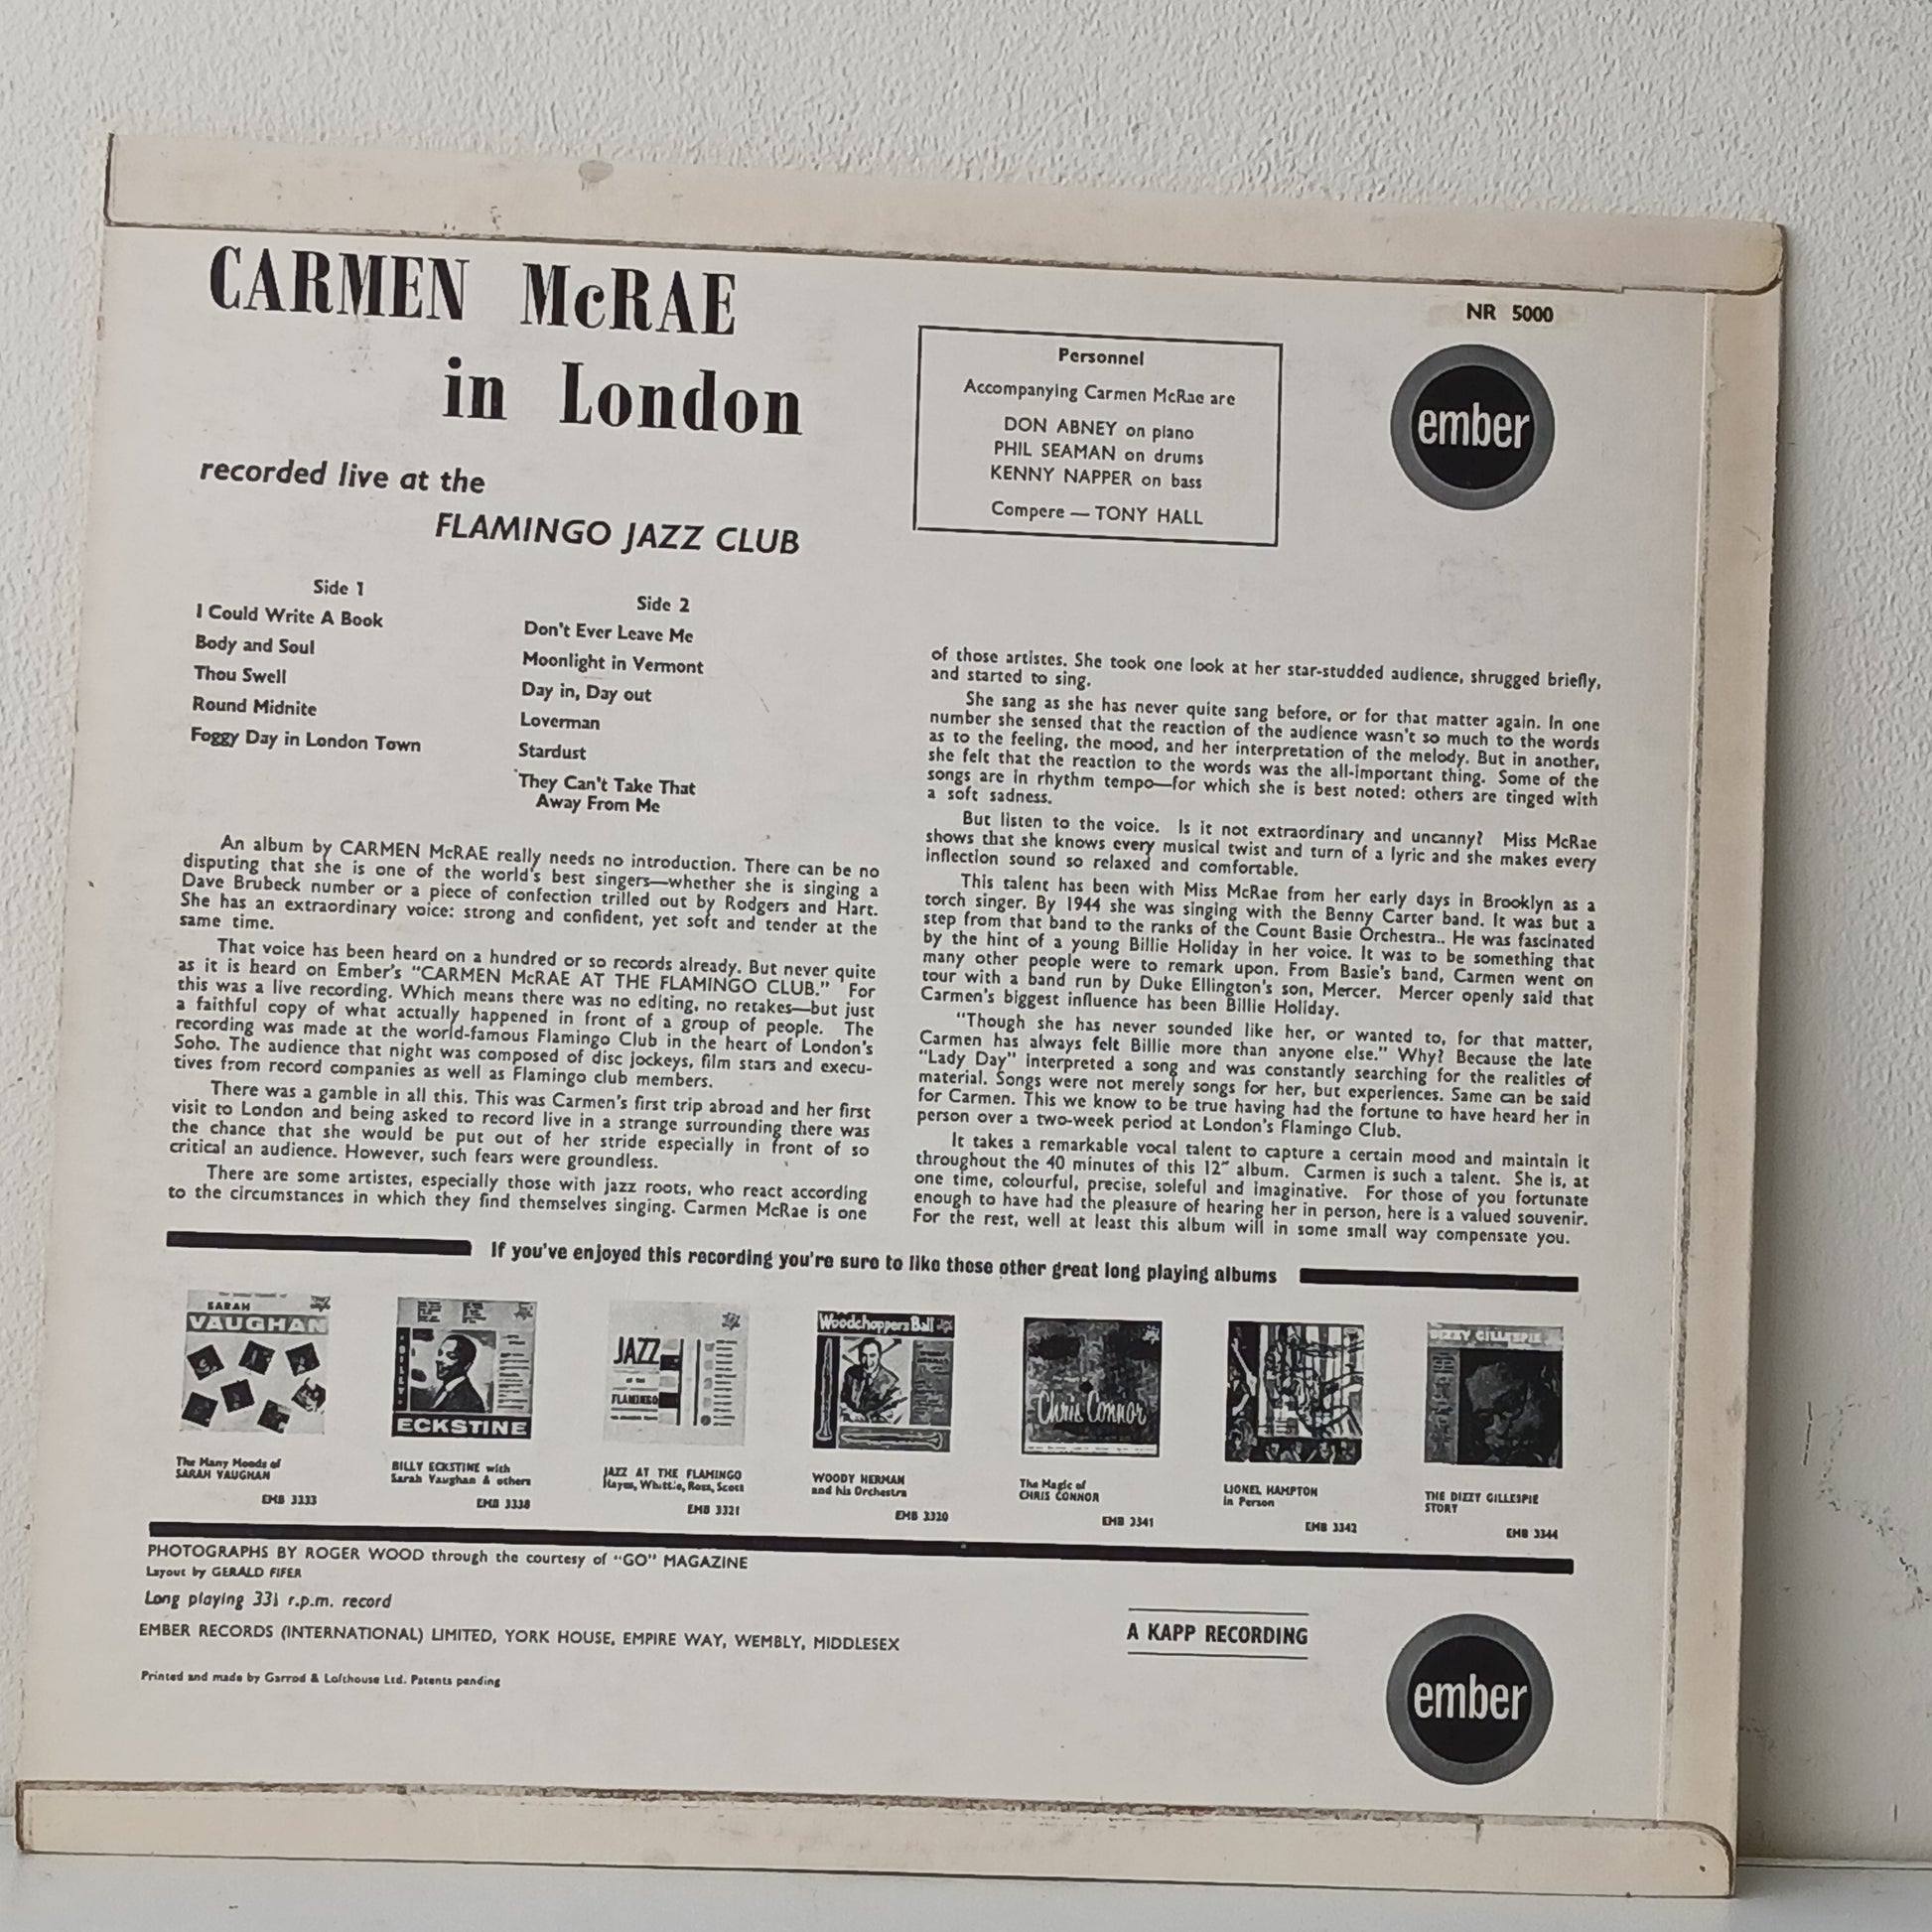 CARMEN McRAE
in London
recorded live at the
FLAMINGO JAZZ CLUB
NR 5000
ember
Personnel
Accompanying Carmen McRae are
DON ABNEY on piano
PHIL SEAMAN on drums
KENNY NAPPER on bass
Compere — TONY HALL
Side 1
I Could Write A Book
Body and Soul
Thou Swell
Round Midnite
Foggy Day in London Town
Side 2
Don't Ever Leave Me
Moonlight in Vermont
Day in, Day out
Loverman
Stardust
They Can't Take That
Away From Me
An album by CARMEN McRAE really needs no introduction. There can be no
disputing that she is one of the world's best singers—whether she is singing a
Dave Brubeck number or a piece of confection trilled out by Rodgers and Hart.
She has an extraordinary voice: strong and confident, yet soft and tender at the
same time.
That voice has been heard on a hundred or so records already. But never quite
as it is heard on Ember's "CARMEN McRAE AT THE FLAMINGO CLUB." For
this was a live recording. Which means there was no editing, no retakes—but just
a faithful copy of what actually happened in front of a group of people. The
recording was made at the world-famous Flamingo Club in the heart of London's
Soho. The audience that night was composed of disc jockeys, film stars and execu-
tives from record companies as well as Flamingo club members.
There was a gamble in all this. This was Carmen's first trip abroad and her first
visit to London and being asked to record live in a strange surrounding there was
the chance that she would be put out of her stride especially in front of so
critical an audience. However, such fears were groundless.
There are some artistes, especially those with jazz roots, who react according
to the circumstances in which they find themselves singing. Carmen McRae is one
of those artistes. She took one look at her star-studded audience, shrugged briefly,
and started to sing.
She sang as she has never quite sang before, or for that matter again. In one
number she sensed that the reaction of the audience wasn't so much to the words
as to the feeling, the mood, and her interpretation of the melody. But in another,
she felt that the reaction to the words was the all-important thing. Some of the
songs are in rhythm tempo—for which she is best noted: others are tinged with
a soft sadness.
But listen to the voice. Is it not extraordinary and uncanny? Miss McRae
shows that she knows every musical twist and turn of a lyric and she makes every
inflection sound so relaxed and comfortable.
This talent has been with Miss McRae from her early days in Brooklyn as a
torch singer. By 1944 she was singing with the Benny Carter band. It was but a
step from that band to the ranks of the Count Basie Orchestra.. He was fascinated
by the hint of a young Billie Holiday in her voice. It was to be something that
many other people were to remark upon. From Basie's band, Carmen went on
tour with a band run by Duke Ellington's son, Mercer. Mercer openly said that
Carmen's biggest influence has been Billie Holiday.
"Though she has never sounded like her, or wanted to, for that matter,
Carmen has always felt Billie more than anyone else." Why? Because the late
"Lady Day" interpreted a song and was constantly searching for the realities of
material. Songs were not merely songs for her, but experiences. Same can be said
for Carmen. This we know to be true having had the fortune to have heard her in
person over a two-week period at London's Flamingo Club.
It takes a remarkable vocal talent to capture a certain mood and maintain it
throughout the 40 minutes of this 12″ album. Carmen is such a talent. She is, at
one time, colourful, precise, soleful and imaginative. For those of you fortunate
enough to have had the pleasure of hearing her in person, here is a valued souvenir.
For the rest, well at least this album will in some small way compensate you.
If you've enjoyed this recording you're sure to like these other great long playing albums
SARAH
VAUGHAN
The Many Moods of
SARAH VAUGHAN
EMB 3333
BILLY
ECKSTINE
BILLY ECKSTINE with
Sarah Vaughan & others
EMB 3338
JAZZ
AT THE
FLAMINGO
JAZZ AT THE FLAMINGO
Hayes, Whittle, Ross, Scott
EMB 3321
Woodchoppers Ball
WOODY HERMAN
and his Orchestra
EMB 3320
Chris Connor
The Magic of
CHRIS CONNOR
EMB 3341
LIONEL HAMPTON
in Person
EMB 3342
DIZZY GILLESPIE
THE DIZZY GILLESPIE
STORY
EMB 3344
PHOTOGRAPHS BY ROGER WOOD through the courtesy of "GO" MAGAZINE
Layout by GERALD FIFER
Long playing 33⅓ r.p.m. record
EMBER RECORDS (INTERNATIONAL) LIMITED, YORK HOUSE, EMPIRE WAY, WEMBLY, MIDDLESEX
Printed and made by Garrod & Lofthouse Ltd. Patents pending
A KAPP RECORDING
ember